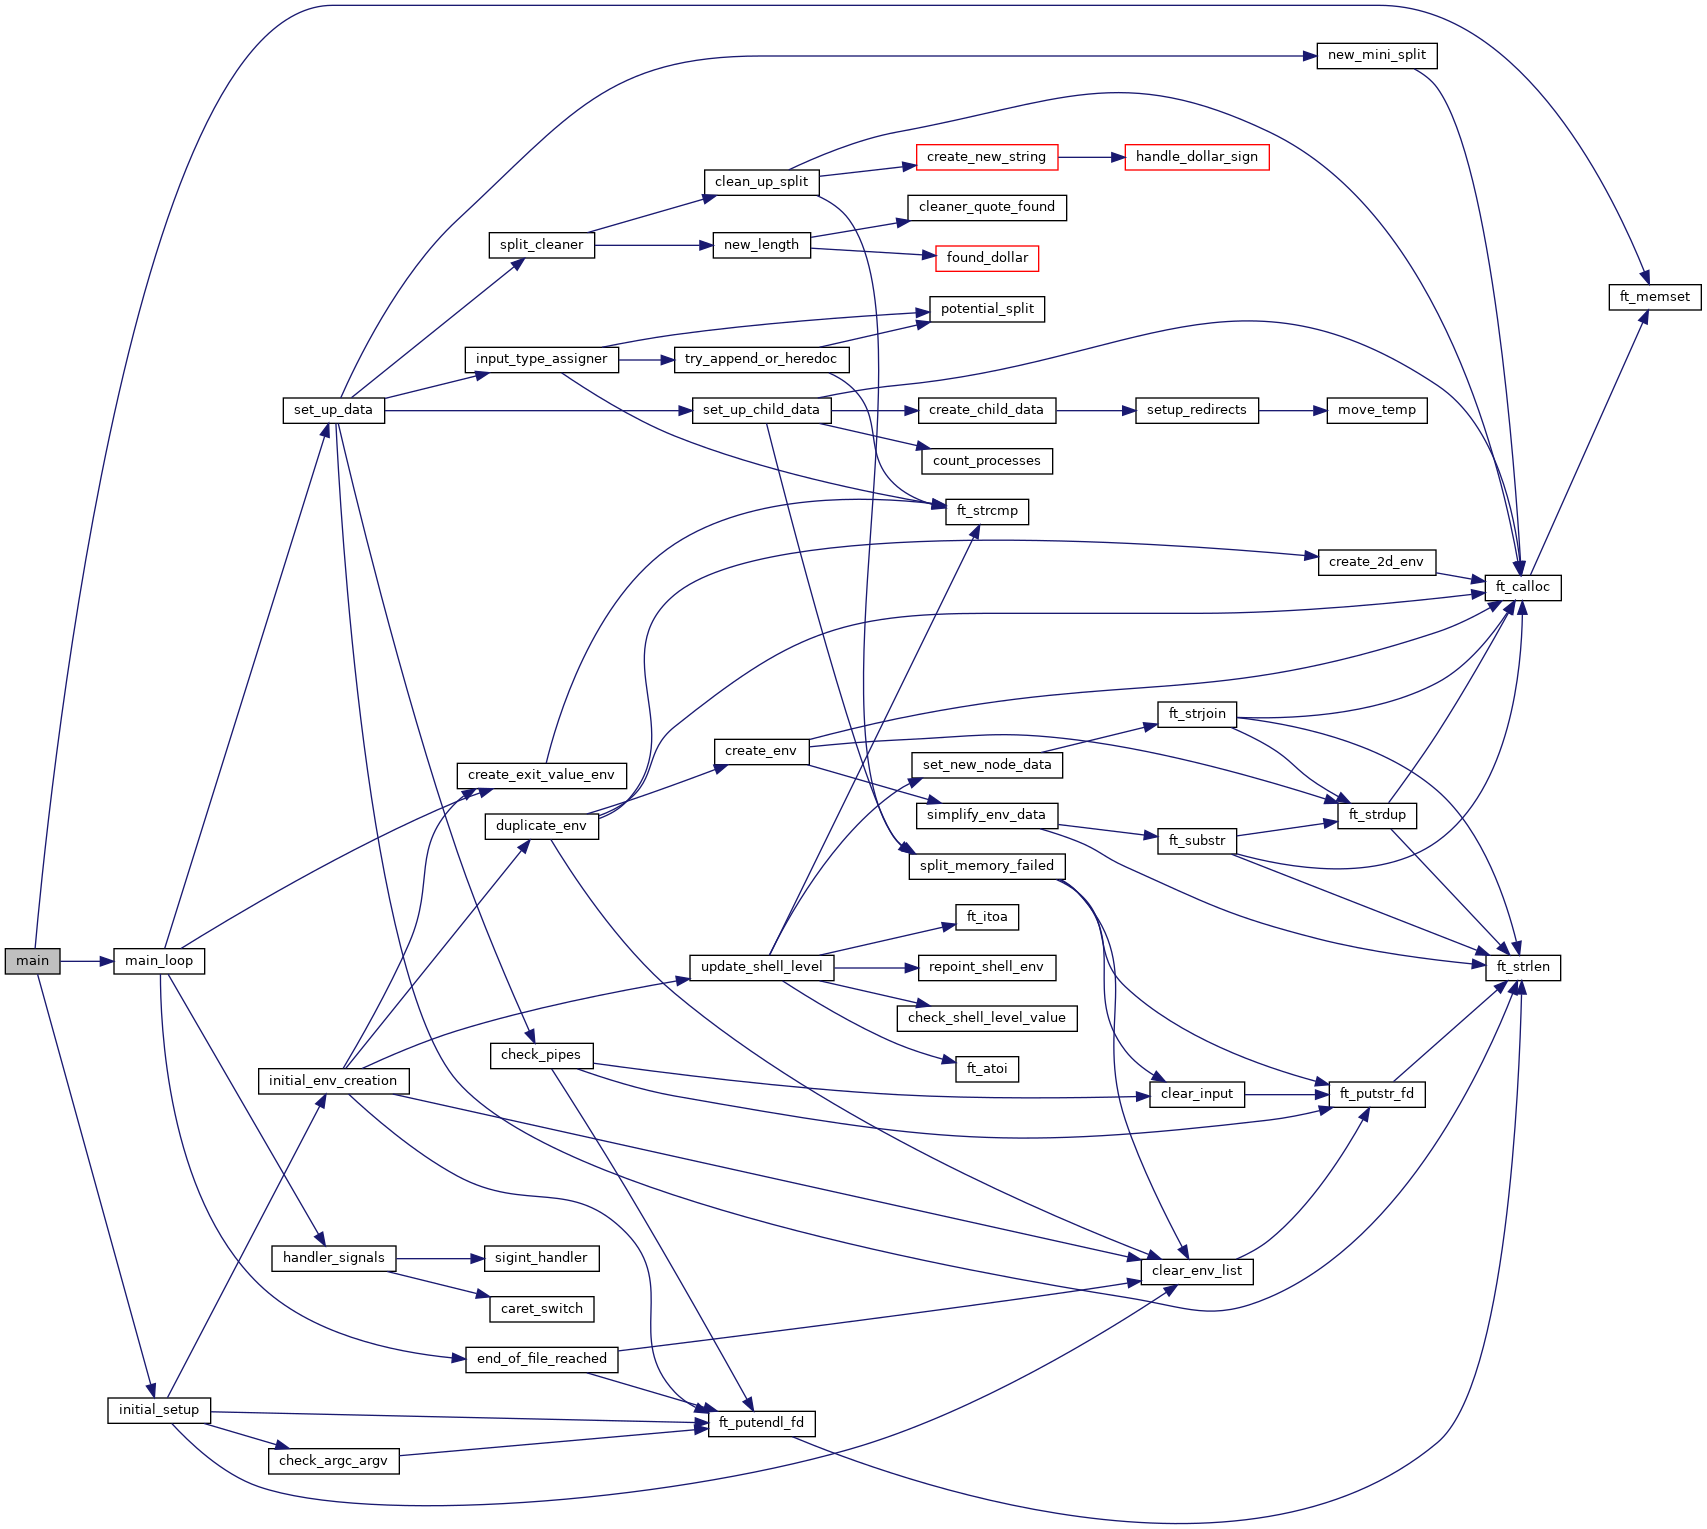 new_mini_split
create_new_string
handle_dollar_sign
clean_up_split
cleaner_quote_found
split_cleaner
new_length
found_dollar
ft_memset
potential_split
input_type_assigner
try_append_or_heredoc
set_up_data
set_up_child_data
create_child_data
setup_redirects
move_temp
count_processes
ft_strcmp
create_2d_env
ft_calloc
ft_strjoin
create_env
set_new_node_data
create_exit_value_env
simplify_env_data
ft_strdup
duplicate_env
ft_substr
split_memory_failed
ft_itoa
main
main_loop
update_shell_level
repoint_shell_env
ft_strlen
check_shell_level_value
check_pipes
ft_atoi
initial_env_creation
clear_input
ft_putstr_fd
handler_signals
sigint_handler
clear_env_list
caret_switch
end_of_file_reached
initial_setup
ft_putendl_fd
check_argc_argv